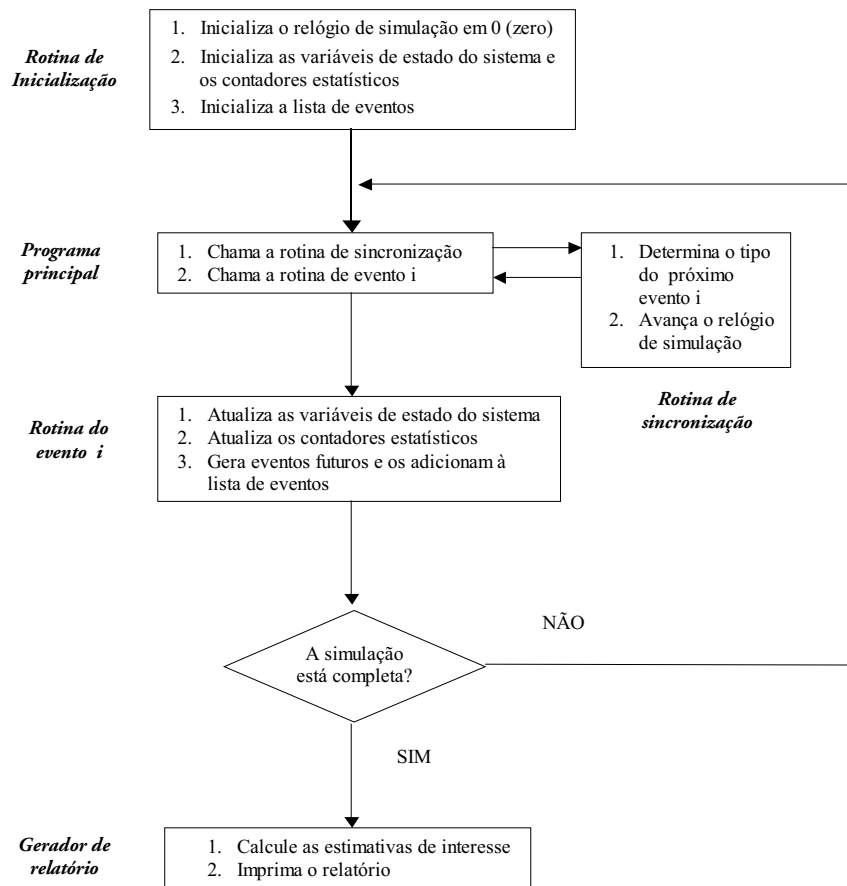 Rotina de
Inicialização
1. Inicializa o relógio de simulação em 0 (zero)
2. Inicializa as variáveis de estado do sistema e
os contadores estatísticos
3. Inicializa a lista de eventos
Programa
principal
1. Chama a rotina de sincronização
2. Chama a rotina de evento i
1. Determina o tipo
do próximo
evento i
2. Avança o relógio
de simulação
Rotina de
sincronização
Rotina do
evento i
1. Atualiza as variáveis de estado do sistema
2. Atualiza os contadores estatísticos
3. Gera eventos futuros e os adicionam à
lista de eventos
A simulação
está completa?
NÃO
SIM
Gerador de
relatório
1. Calcule as estimativas de interesse
2. Imprima o relatório